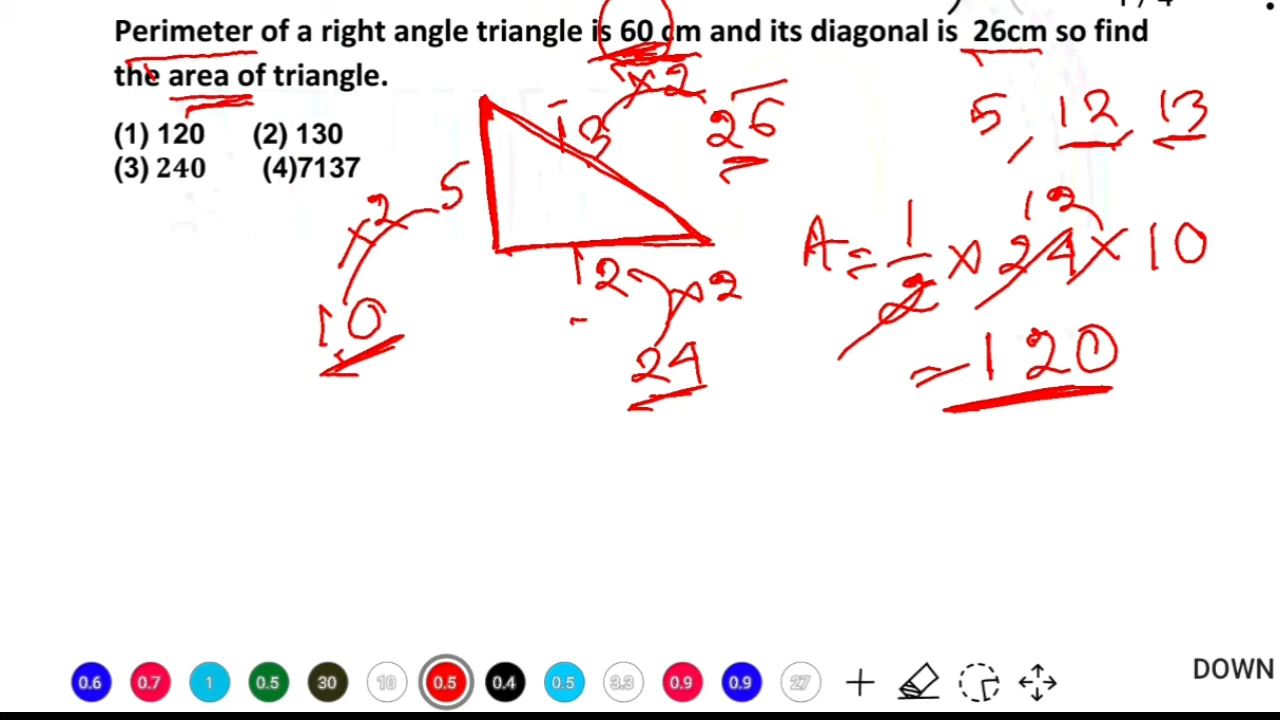 Perimeter of a right angle triangle is 60 cm and its diagonal is 26cm so find
the area of triangle.
(1) 120 (2) 130
(3) 240 (4)7137
×2
13
26
5, 12, 13
5
×2
10
12
×2
24
A = 1/2 × 24 × 10
12
= 120
0.6 0.7 1 0.5 30 10 0.5 0.4 0.5 3.3 0.9 0.9 27
DOWN